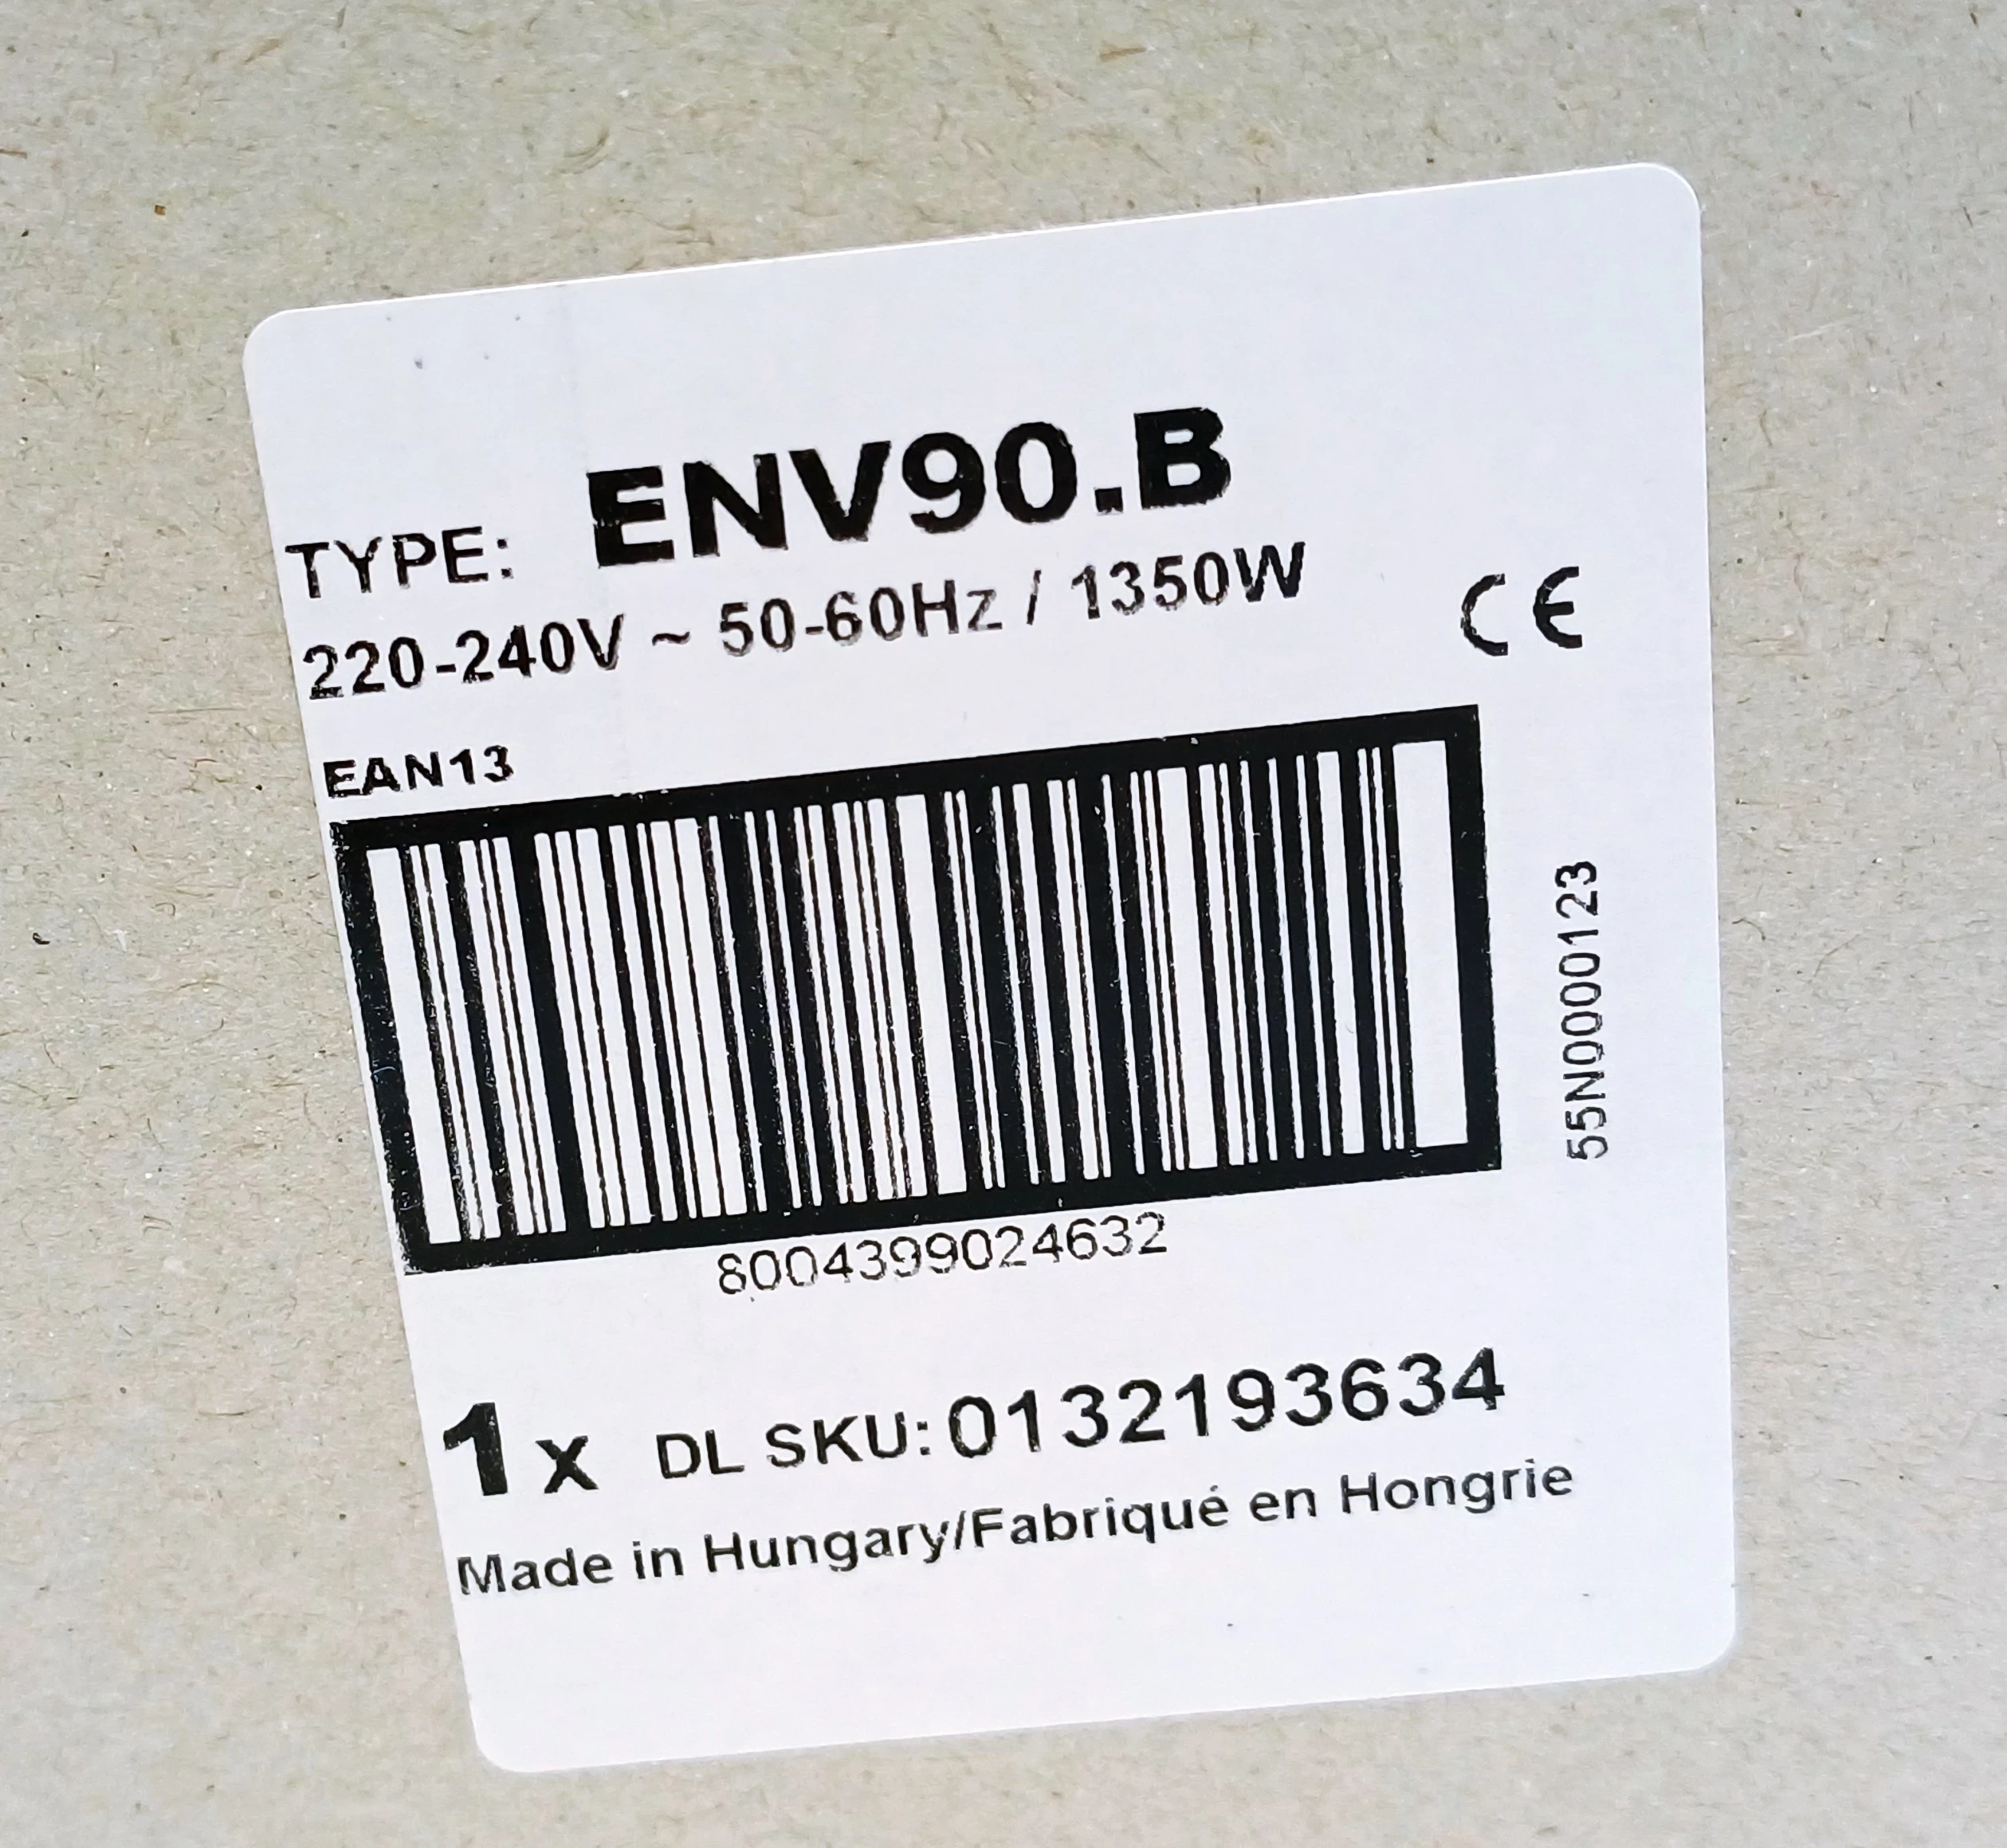 TYPE: ENV90.B
220-240V ~ 50-60Hz / 1350W
CE
EAN13
8004399024632
55N0000123
1x DL SKU:0132193634
Made in Hungary/Fabriqué en Hongrie